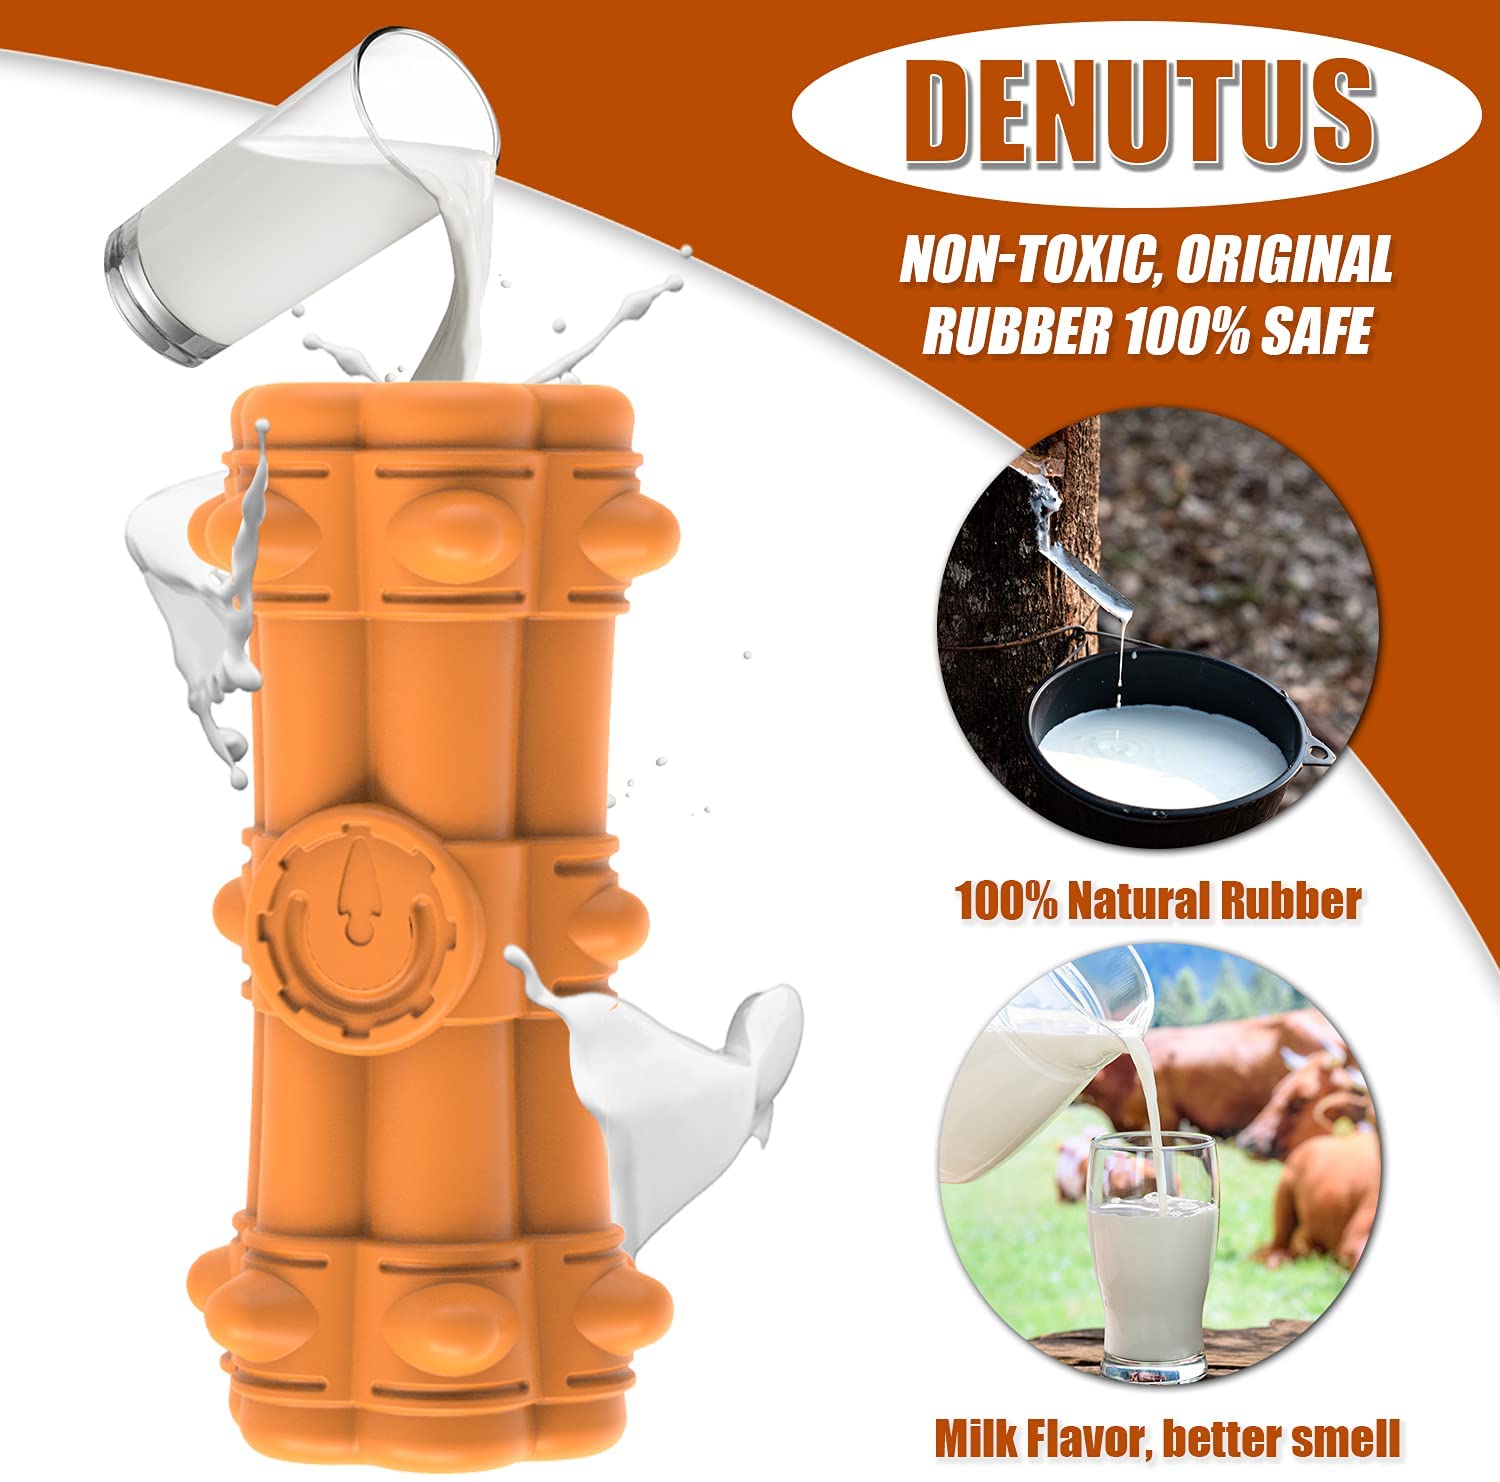 DENUTUS
NON-TOXIC, ORIGINAL
RUBBER 100% SAFE
100% Natural Rubber
Milk Flavor, better smell